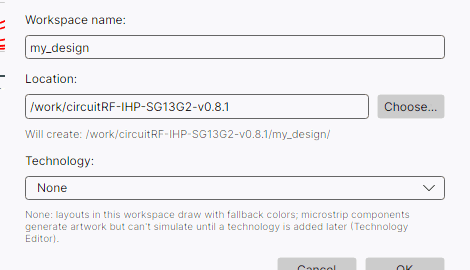 Workspace name:
my_design
Location:
/work/circuitRF-IHP-SG13G2-v0.8.1
Choose...
Will create: /work/circuitRF-IHP-SG13G2-v0.8.1/my_design/
Technology:
None
None: layouts in this workspace draw with fallback colors; microstrip components
generate artwork but can't simulate until a technology is added later (Technology
Editor).
Cancel
OK